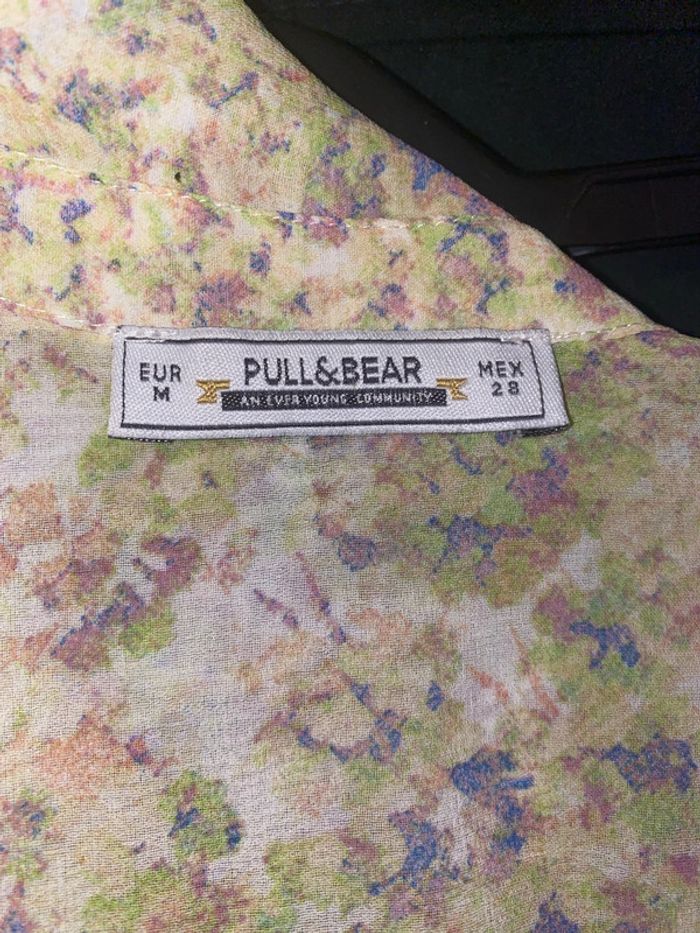 EUR
M
PULL&BEAR
AN EVER YOUNG COMMUNITY
MEX
28